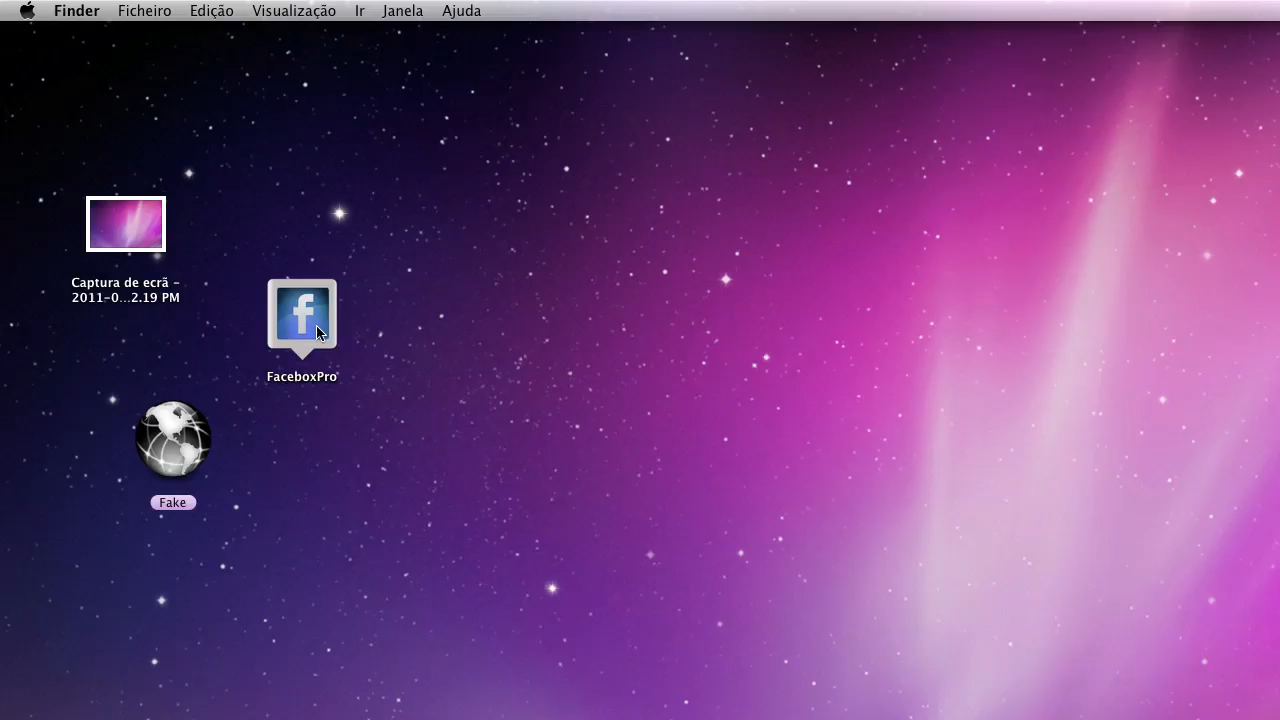 Finder Ficheiro Edição Visualização Ir Janela Ajuda
Captura de ecrã -
2011-0...2.19 PM
FaceboxPro
Fake